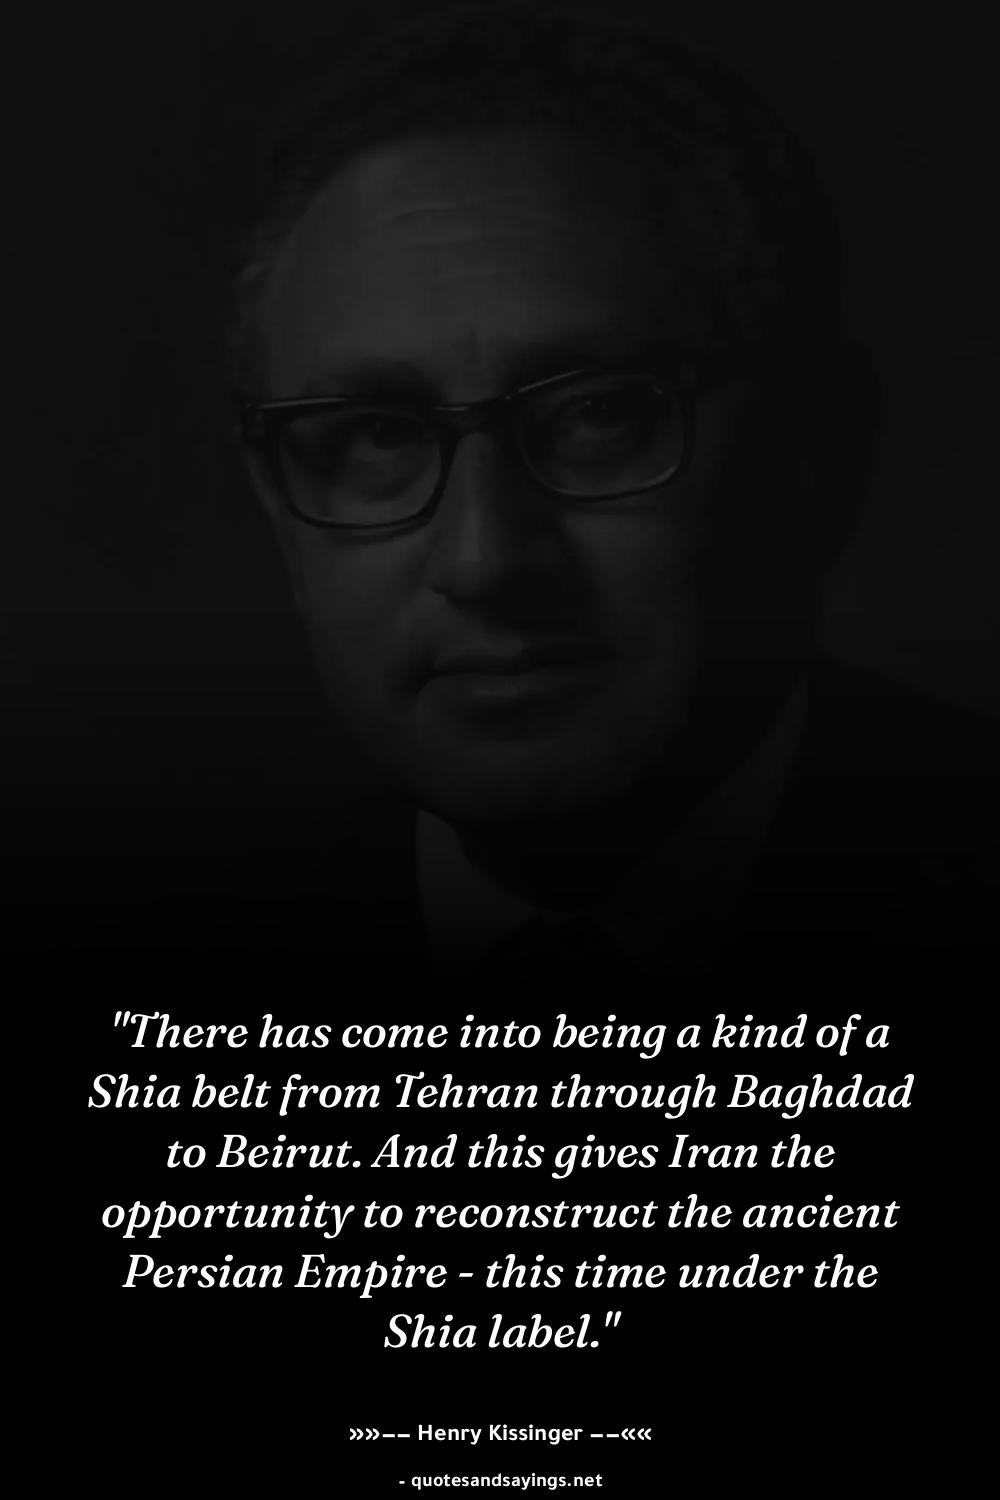 "There has come into being a kind of a
Shia belt from Tehran through Baghdad
to Beirut. And this gives Iran the
opportunity to reconstruct the ancient
Persian Empire - this time under the
Shia label."
»»–– Henry Kissinger ––««
- quotesandsayings.net